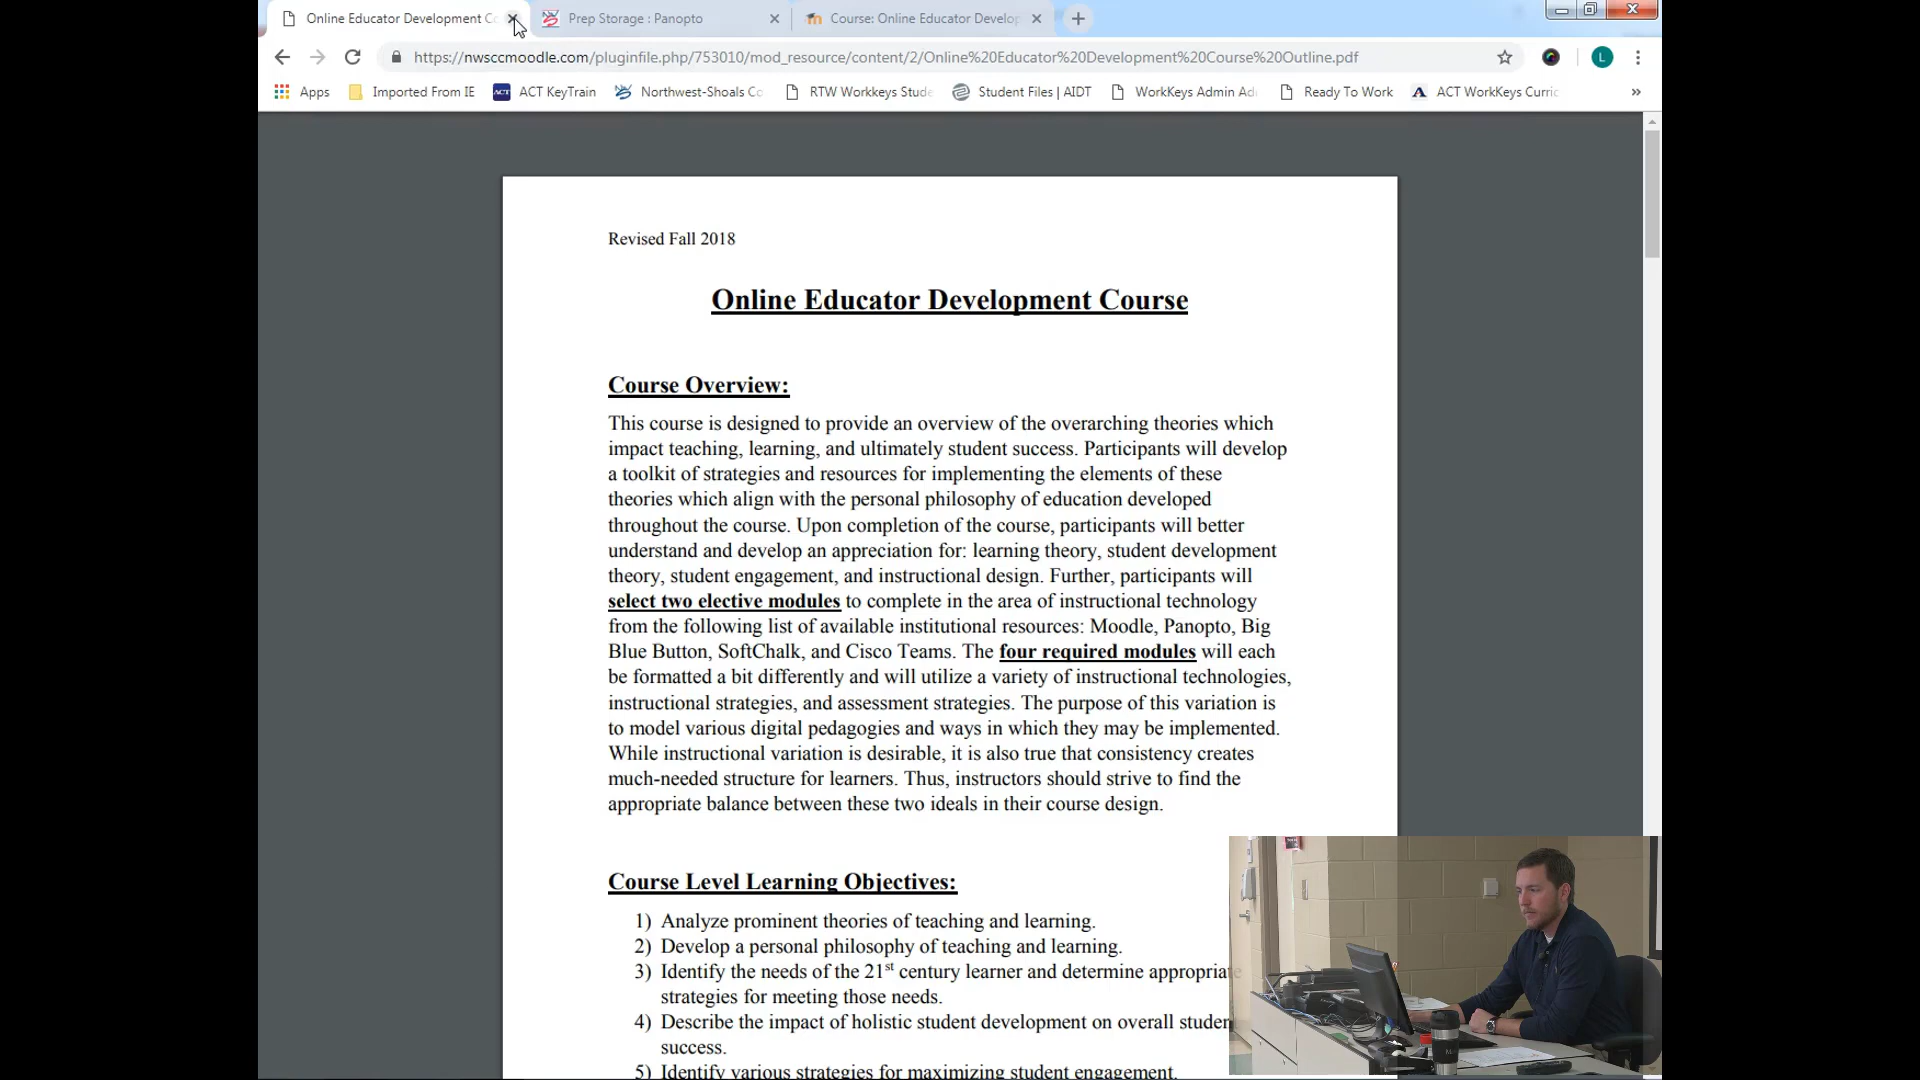 Online Educator Development Co
Prep Storage : Panopto
Course: Online Educator Develop
https://nwsccmoodle.com/pluginfile.php/753010/mod_resource/content/2/Online%20Educator%20Development%20Course%20Outline.pdf
L
Apps
Imported From IE
ACT
ACT KeyTrain
Northwest-Shoals Co
RTW Workkeys Stude
Student Files | AIDT
WorkKeys Admin Ad
Ready To Work
ACT WorkKeys Curric
»
Revised Fall 2018
Online Educator Development Course
Course Overview:
This course is designed to provide an overview of the overarching theories which
impact teaching, learning, and ultimately student success. Participants will develop
a toolkit of strategies and resources for implementing the elements of these
theories which align with the personal philosophy of education developed
throughout the course. Upon completion of the course, participants will better
understand and develop an appreciation for: learning theory, student development
theory, student engagement, and instructional design. Further, participants will
select two elective modules to complete in the area of instructional technology
from the following list of available institutional resources: Moodle, Panopto, Big
Blue Button, SoftChalk, and Cisco Teams. The four required modules will each
be formatted a bit differently and will utilize a variety of instructional technologies,
instructional strategies, and assessment strategies. The purpose of this variation is
to model various digital pedagogies and ways in which they may be implemented.
While instructional variation is desirable, it is also true that consistency creates
much-needed structure for learners. Thus, instructors should strive to find the
appropriate balance between these two ideals in their course design.
Course Level Learning Objectives:
1) Analyze prominent theories of teaching and learning.
2) Develop a personal philosophy of teaching and learning.
3) Identify the needs of the 21st century learner and determine appropriate
strategies for meeting those needs.
4) Describe the impact of holistic student development on overall studen
success.
5) Identify various strategies for maximizing student engagement.